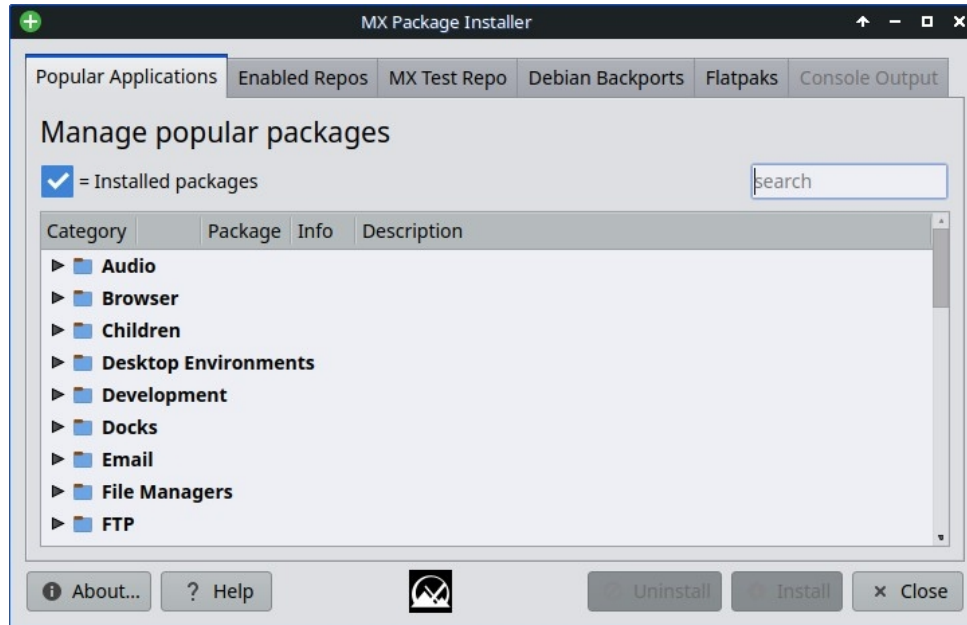 MX Package Installer
Popular Applications Enabled Repos MX Test Repo Debian Backports Flatpaks Console Output
Manage popular packages
= Installed packages
search
Category Package Info Description
Audio
Browser
Children
Desktop Environments
Development
Docks
Email
File Managers
FTP
About... ? Help Uninstall Install Close